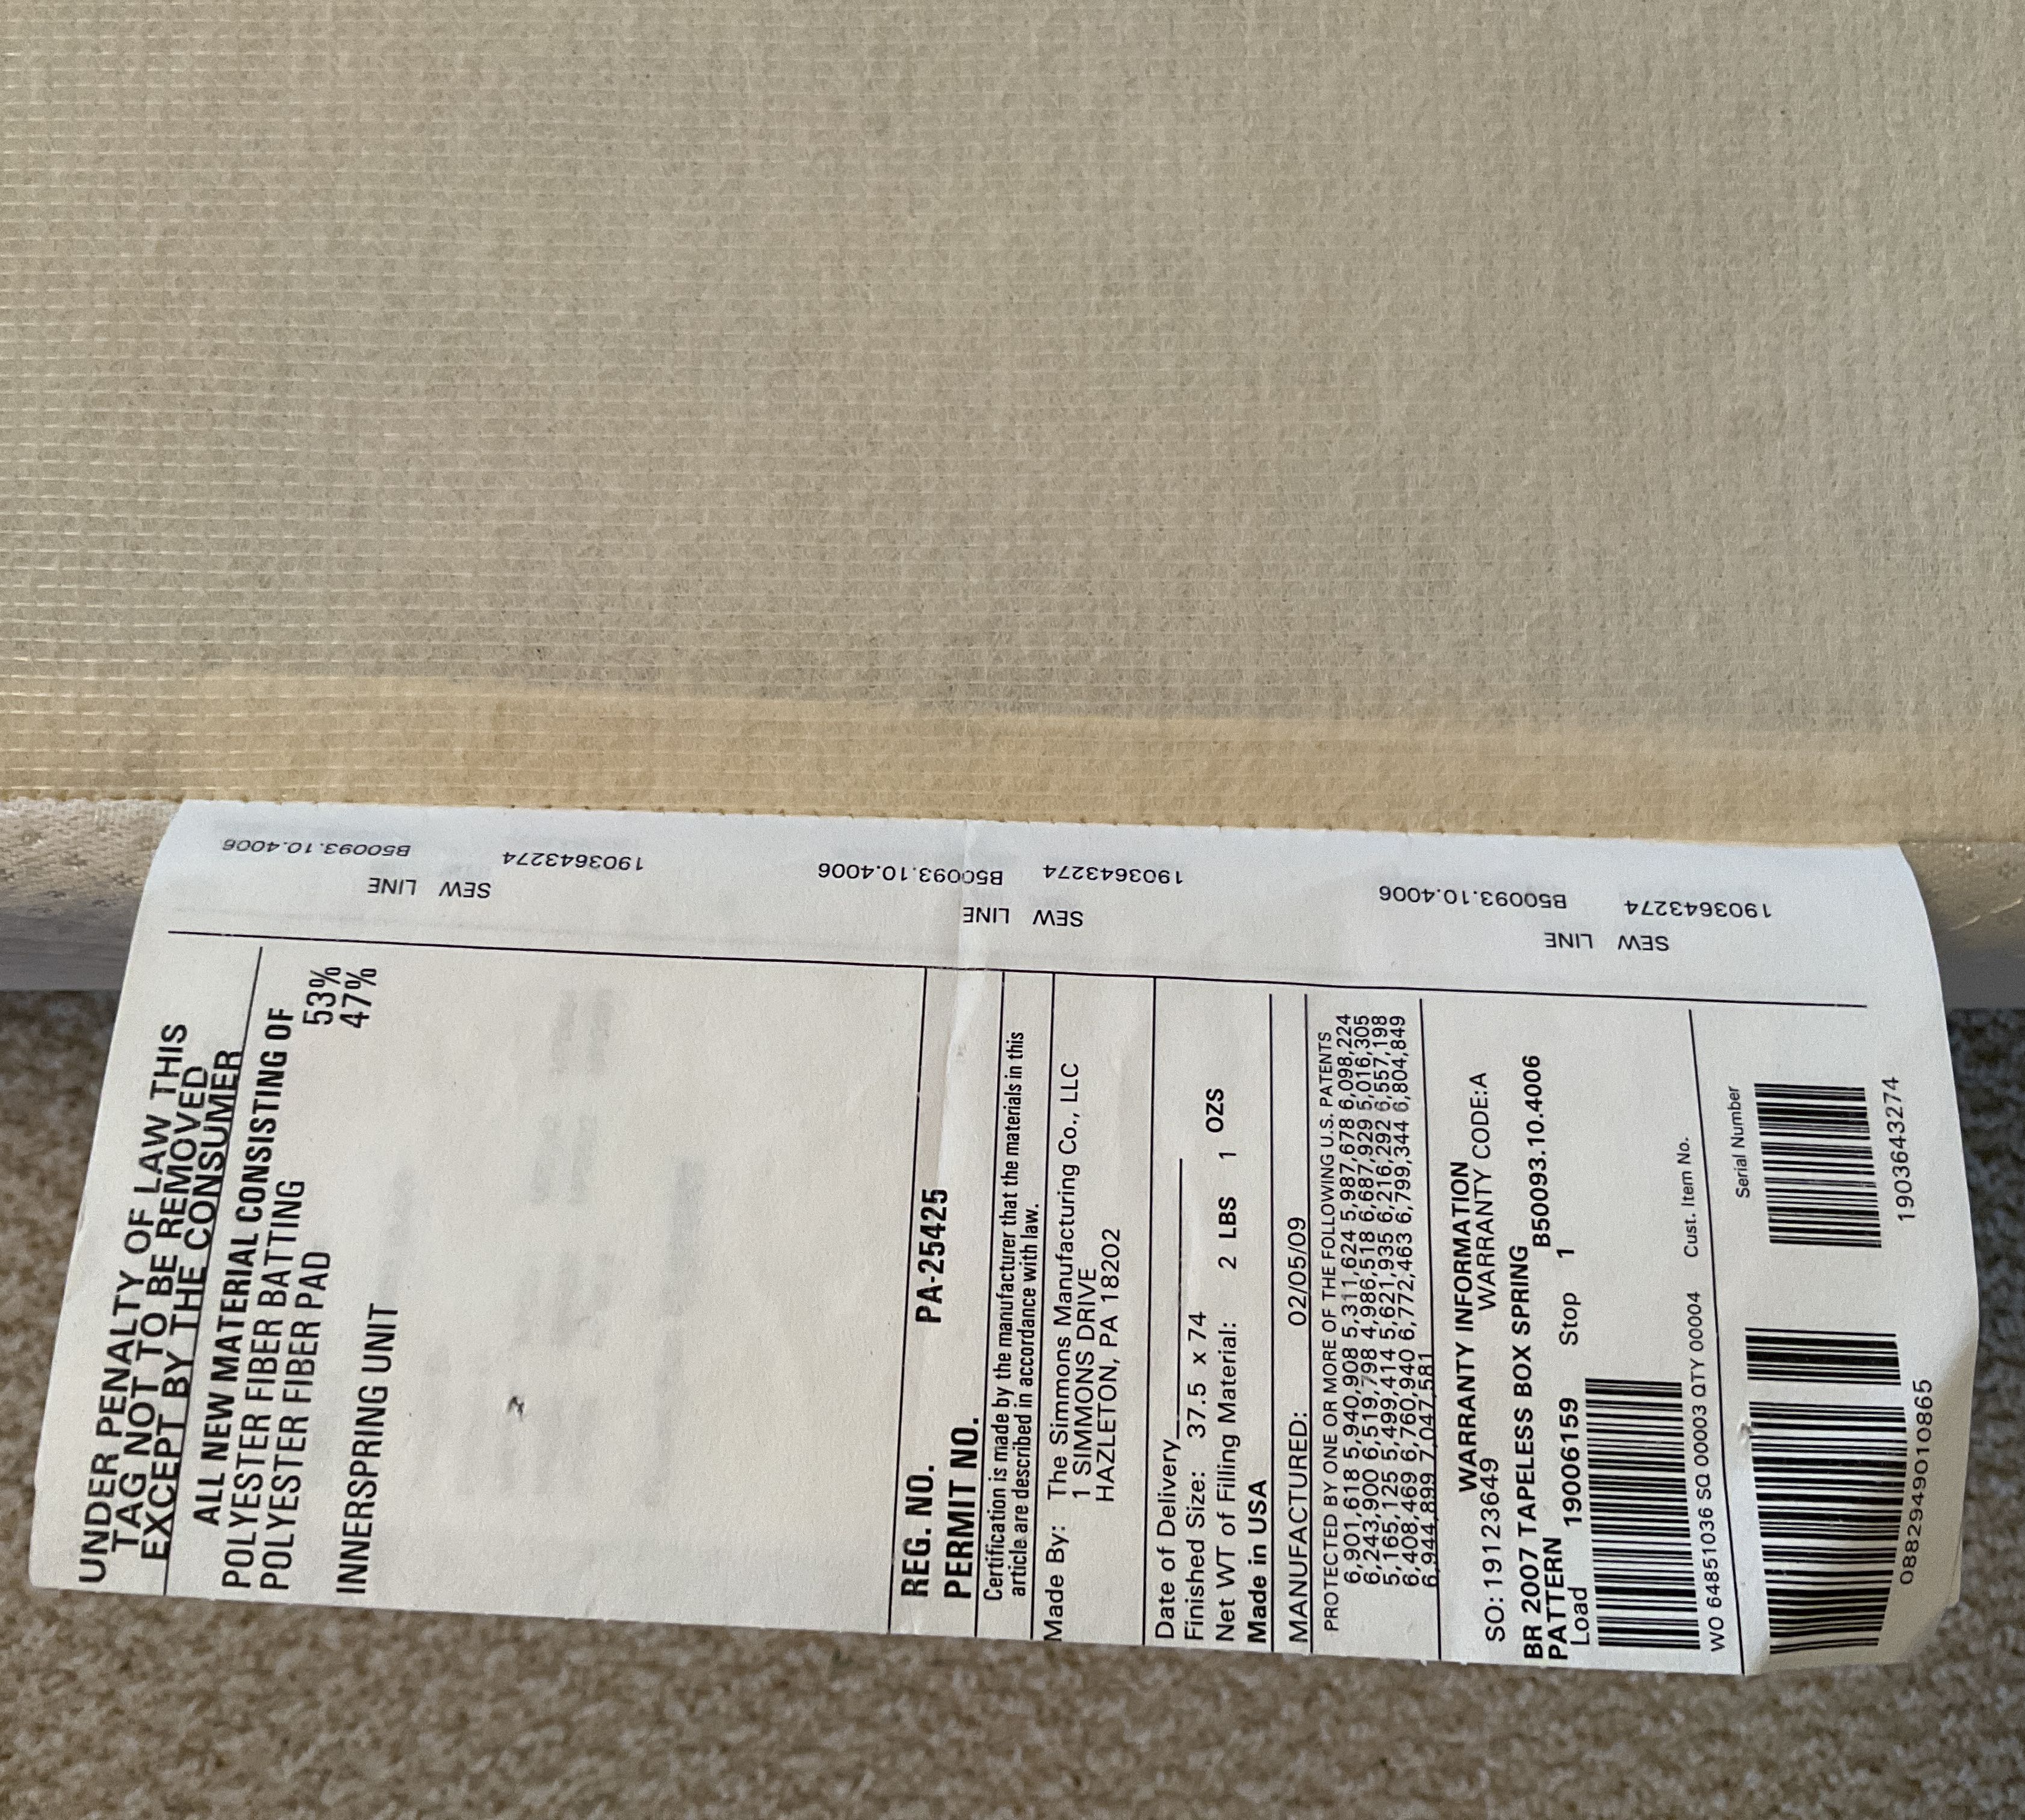 UNDER PENALTY OF LAW THIS
TAG NOT TO BE REMOVED
EXCEPT BY THE CONSUMER
ALL NEW MATERIAL CONSISTING OF
POLYESTER FIBER BATTING 53%
POLYESTER FIBER PAD 47%
INNERSPRING UNIT
REG. NO. PA-25425
PERMIT NO.
Certification is made by the manufacturer that the materials in this
article are described in accordance with law.
Made By: The Simmons Manufacturing Co., LLC
1 SIMMONS DRIVE
HAZLETON, PA 18202
Date of Delivery
Finished Size: 37.5 x 74
Net WT of Filling Material: 2 LBS 1 OZS
Made in USA
MANUFACTURED: 02/05/09
PROTECTED BY ONE OR MORE OF THE FOLLOWING U.S. PATENTS
6,901,618 5,940,908 5,311,624 5,987,678 6,098,224
6,243,900 6,519,798 4,986,518 6,687,929 5,016,305
5,165,125 5,499,414 5,621,935 6,216,292 6,557,198
6,408,469 6,760,940 6,772,463 6,799,344 6,804,849
6,944,899 7,047,581
WARRANTY INFORMATION
SO: 19123649 WARRANTY CODE:A
BR 2007 TAPELESS BOX SPRING
PATTERN B50093.10.4006
Load 19006159 Stop 1
WO 64851036 SQ 00003 QTY 00004 Cust. Item No.
Serial Number
088294901086​5 1903643274
B50093.10.4006 1903643274
SEW LINE
B50093.10.4006 1903643274
SEW LINE
B50093.10.4006 1903643274
SEW LINE